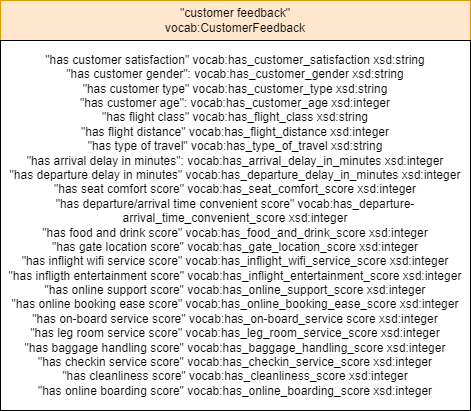 "customer feedback"
vocab:CustomerFeedback
"has customer satisfaction" vocab:has_customer_satisfaction xsd:string
"has customer gender": vocab:has_customer_gender xsd:string
"has customer type" vocab:has_customer_type xsd:string
"has customer age": vocab:has_customer_age xsd:integer
"has flight class" vocab:has_flight_class xsd:string
"has flight distance" vocab:has_flight_distance xsd:integer
"has type of travel" vocab:has_type_of_travel xsd:string
"has arrival delay in minutes": vocab:has_arrival_delay_in_minutes xsd:integer
"has departure delay in minutes" vocab:has_departure_delay_in_minutes xsd:integer
"has seat comfort score" vocab:has_seat_comfort_score xsd:integer
"has departure/arrival time convenient score" vocab:has_departure-
arrival_time_convenient_score xsd:integer
"has food and drink score" vocab:has_food_and_drink_score xsd:integer
"has gate location score" vocab:has_gate_location_score xsd:integer
"has inflight wifi service score" vocab:has_inflight_wifi_service_score xsd:integer
"has infligth entertainment score" vocab:has_inflight_entertainment_score xsd:integer
"has online support score" vocab:has_online_support_score xsd:integer
"has online booking ease score" vocab:has_online_booking_ease_score xsd:integer
"has on-board service score" vocab:has_on-board_service score xsd:integer
"has leg room service score" vocab:has_leg_room_service_score xsd:integer
"has baggage handling score" vocab:has_baggage_handling_score xsd:integer
"has checkin service score" vocab:has_checkin_service_score xsd:integer
"has cleanliness score" vocab:has_cleanliness_score xsd:integer
"has online boarding score" vocab:has_online_boarding_score xsd:integer